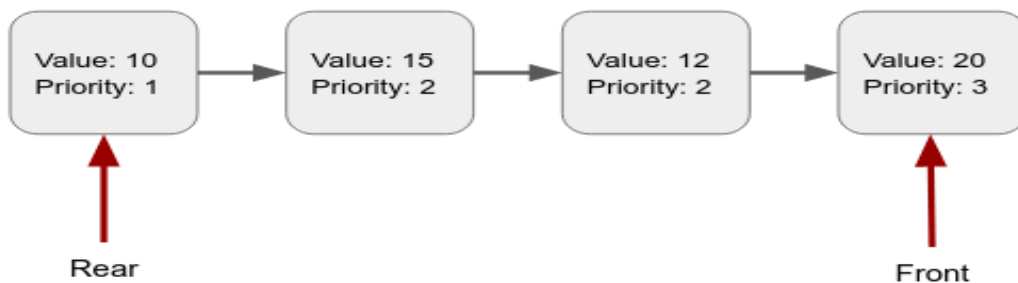 Value: 10
Priority: 1
Value: 15
Priority: 2
Value: 12
Priority: 2
Value: 20
Priority: 3
Rear
Front